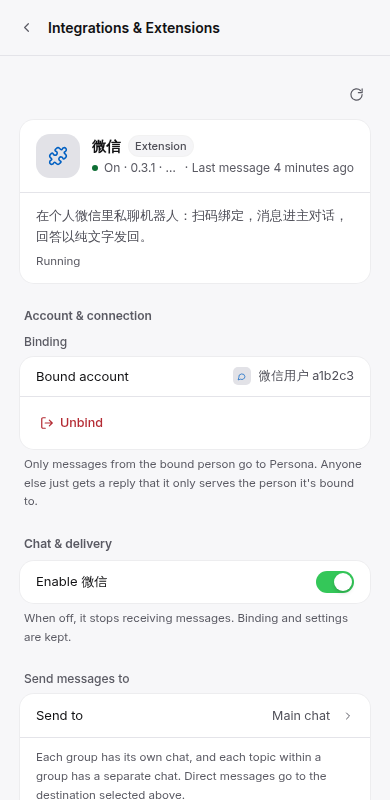 Integrations & Extensions
微信 Extension
On · 0.3.1 · ... · Last message 4 minutes ago
在个人微信里私聊机器人：扫码绑定，消息进主对话，
回答以纯文字发回。
Running
Account & connection
Binding
Bound account 微信用户 a1b2c3
Unbind
Only messages from the bound person go to Persona. Anyone
else just gets a reply that it only serves the person it's bound
to.
Chat & delivery
Enable 微信
When off, it stops receiving messages. Binding and settings
are kept.
Send messages to
Send to Main chat
Each group has its own chat, and each topic within a
group has a separate chat. Direct messages go to the
destination selected above.